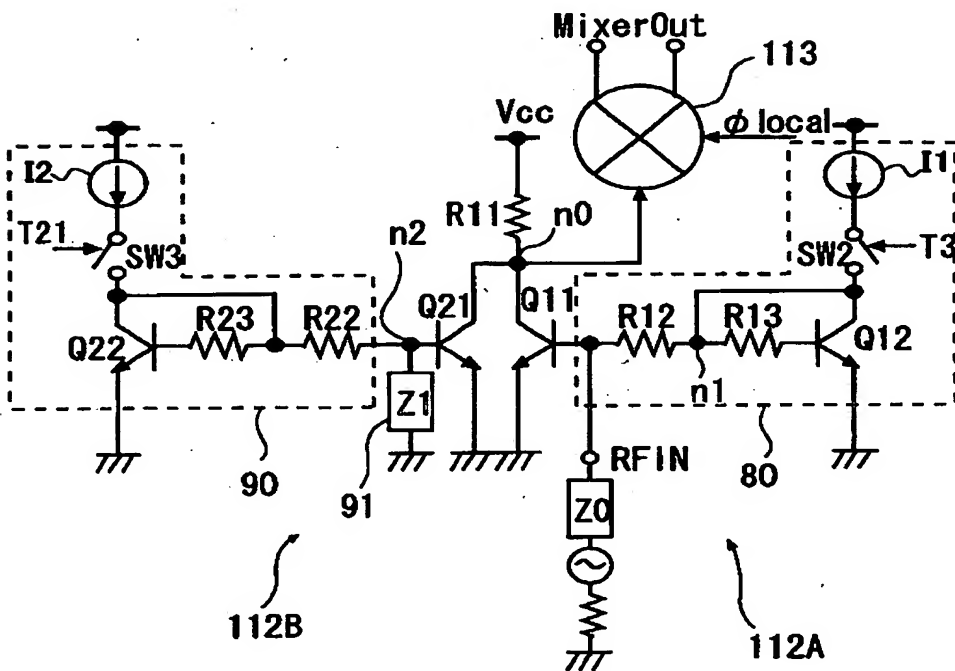 MixerOut
113
Vcc
φ local
I2
I1
R11
n0
T21
SW3
n2
SW2
T3
Q21
Q11
R23
R22
R12
R13
Q22
Q12
Z1
n1
RFIN
90
91
80
Z0
112B
112A